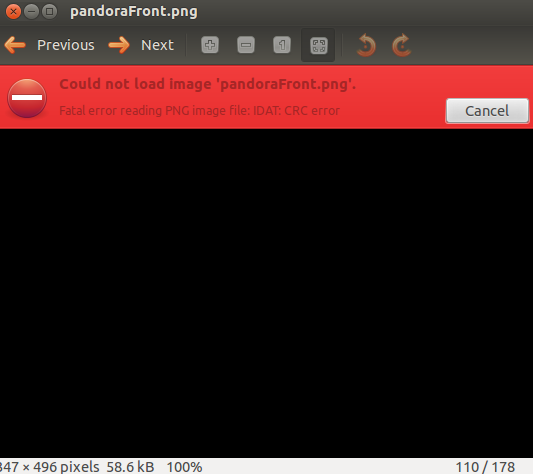 pandoraFront.png
Previous Next
Could not load image 'pandoraFront.png'.
Fatal error reading PNG image file: IDAT: CRC error
Cancel
347 × 496 pixels 58.6 kB 100% 110 / 178